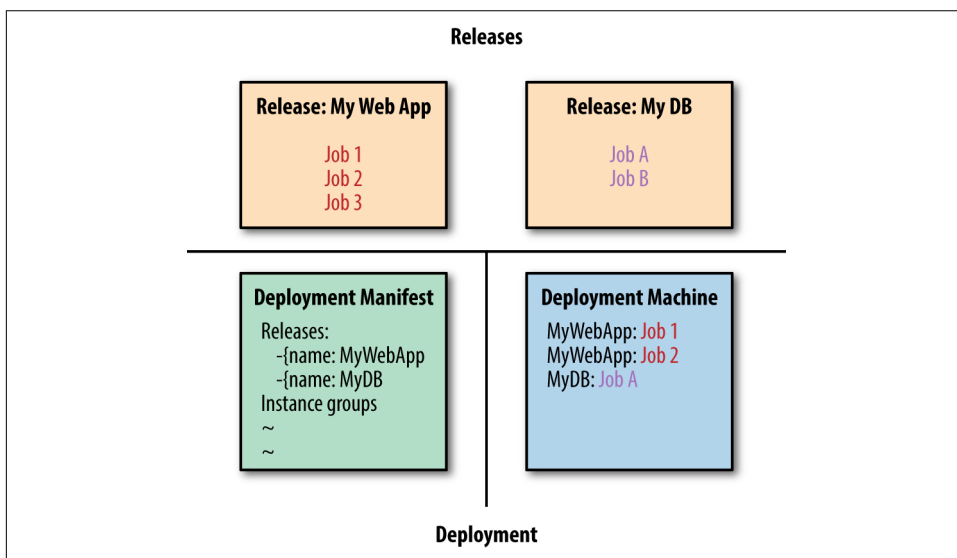 Releases
Release: My Web App
Job 1
Job 2
Job 3
Release: My DB
Job A
Job B
Deployment Manifest
Releases:
-{name: MyWebApp
-{name: MyDB
Instance groups
~
~
Deployment Machine
MyWebApp: Job 1
MyWebApp: Job 2
MyDB: Job A
Deployment